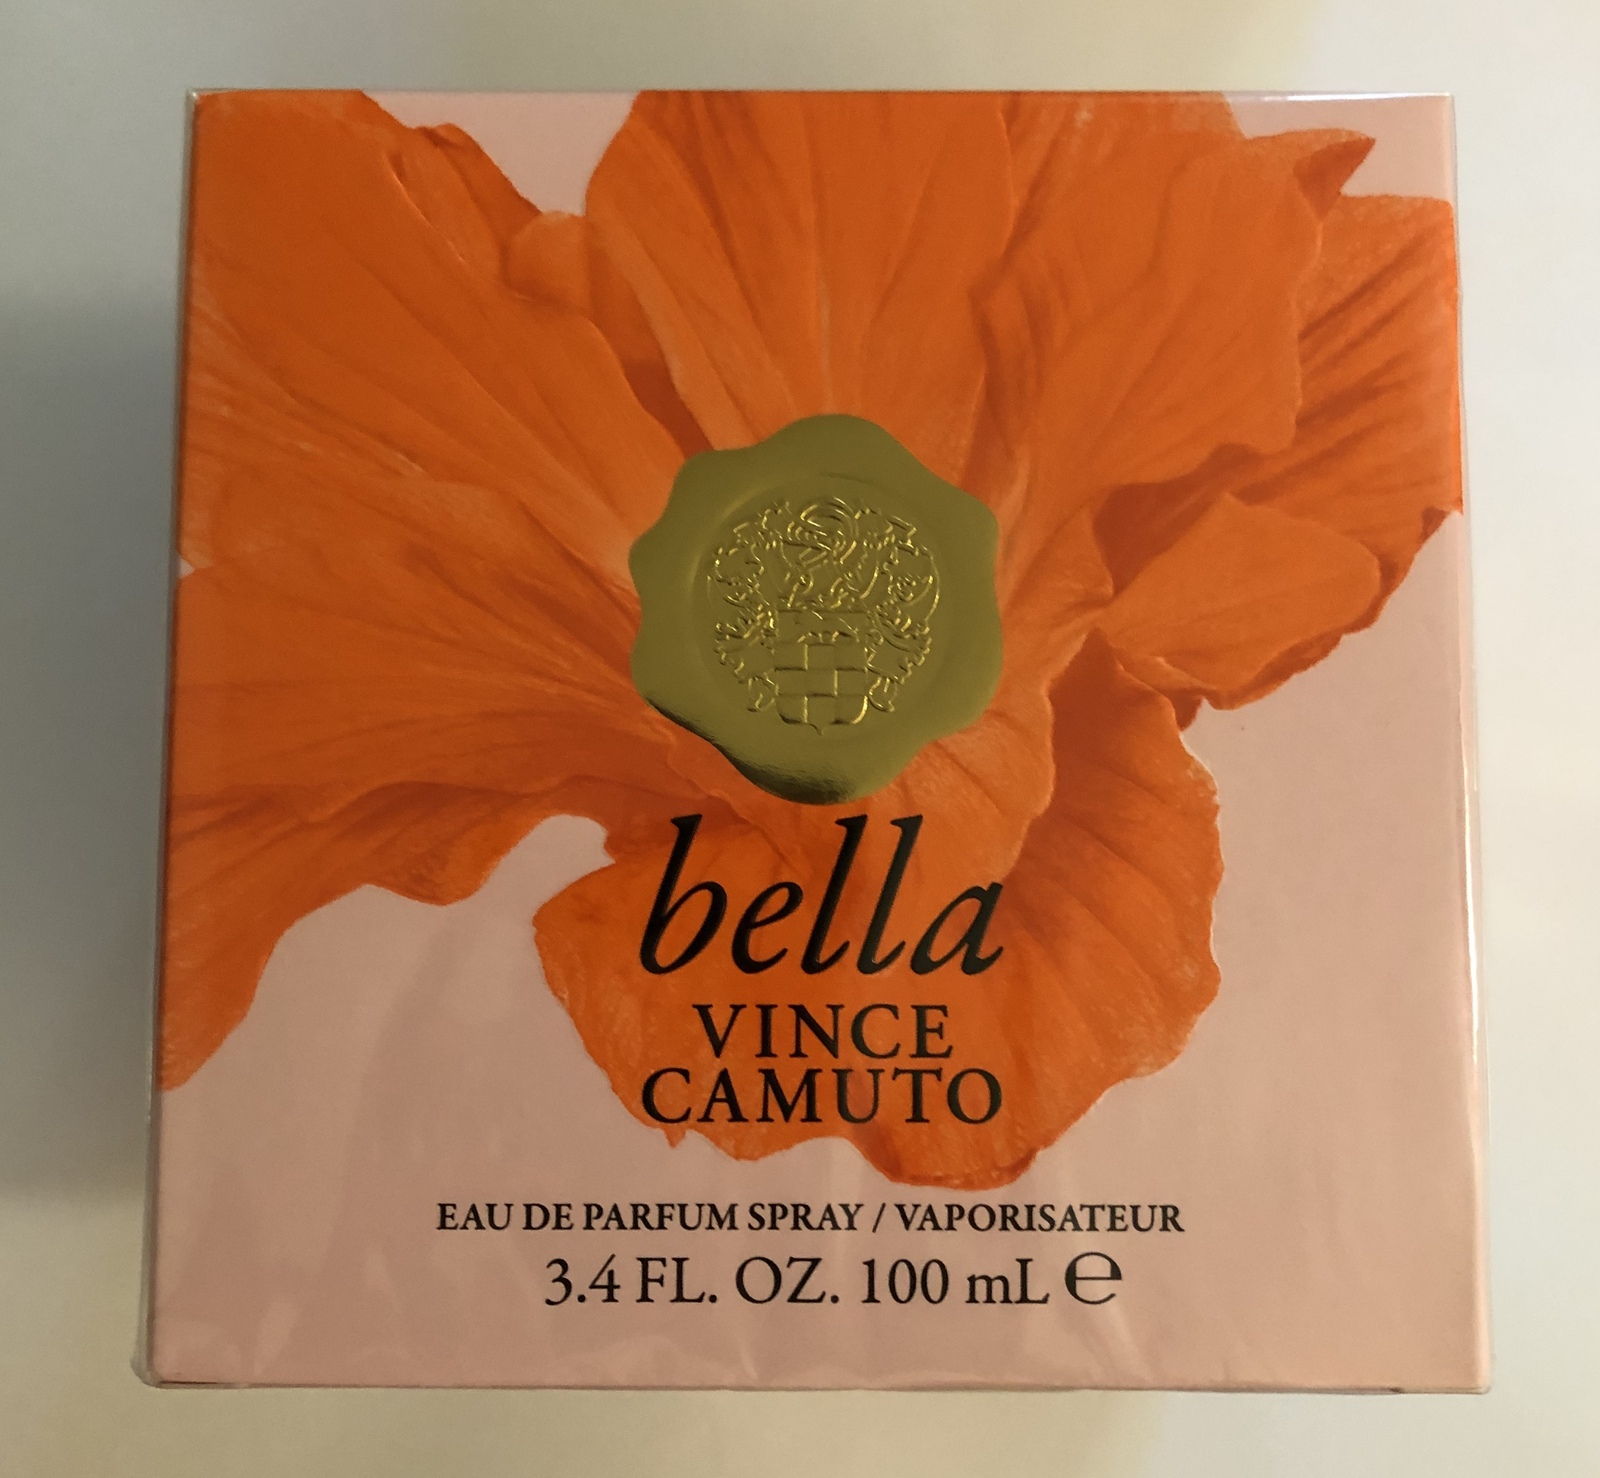 bella
VINCE
CAMUTO
EAU DE PARFUM SPRAY / VAPORISATEUR
3.4 FL. OZ. 100 mL ℮